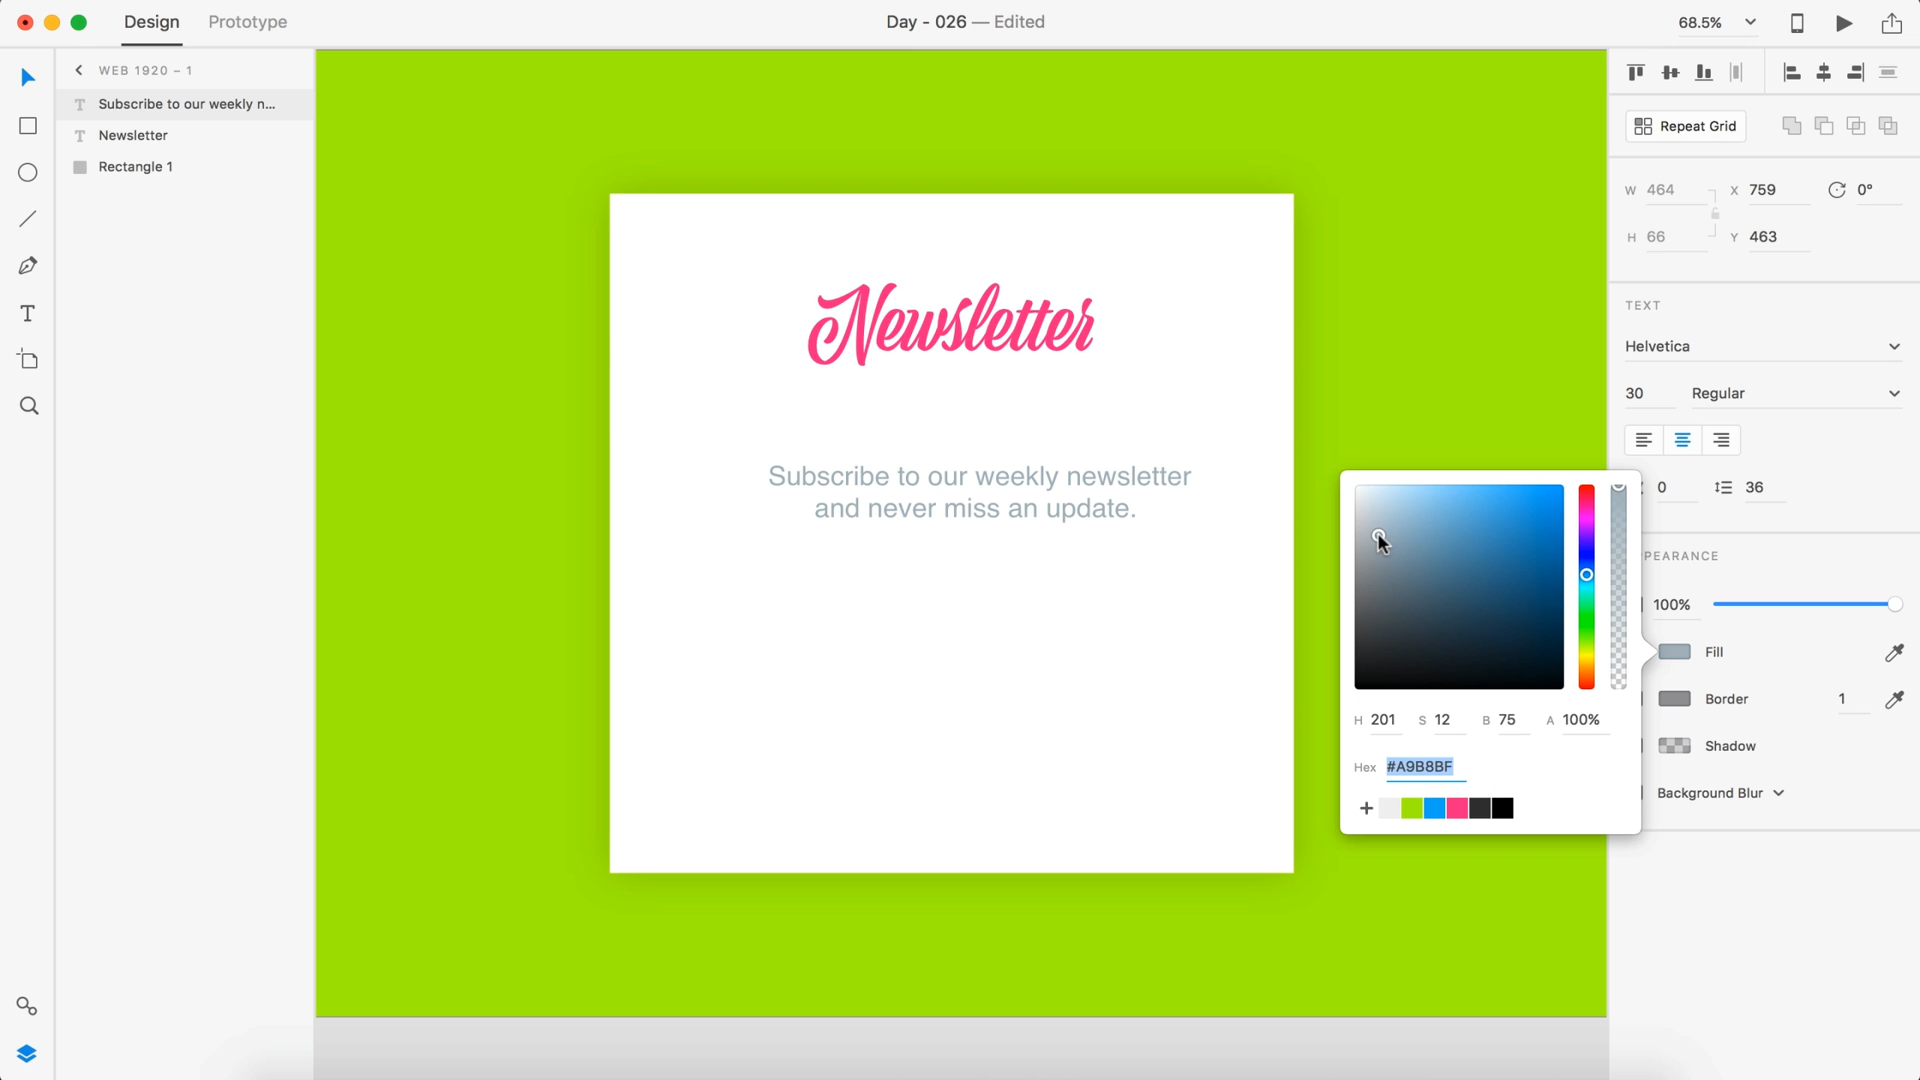 Design
Prototype
Day - 026 — Edited
68.5%
WEB 1920 – 1
T Subscribe to our weekly n...
T Newsletter
Rectangle 1
T
Newsletter
Subscribe to our weekly newsletter
and never miss an update.
Repeat Grid
W 464 X 759 0°
H 66 Y 463
TEXT
Helvetica
30 Regular
0 36
PEARANCE
100%
Fill
Border 1
Shadow
Background Blur
H 201 S 12 B 75 A 100%
Hex #A9B8BF
+